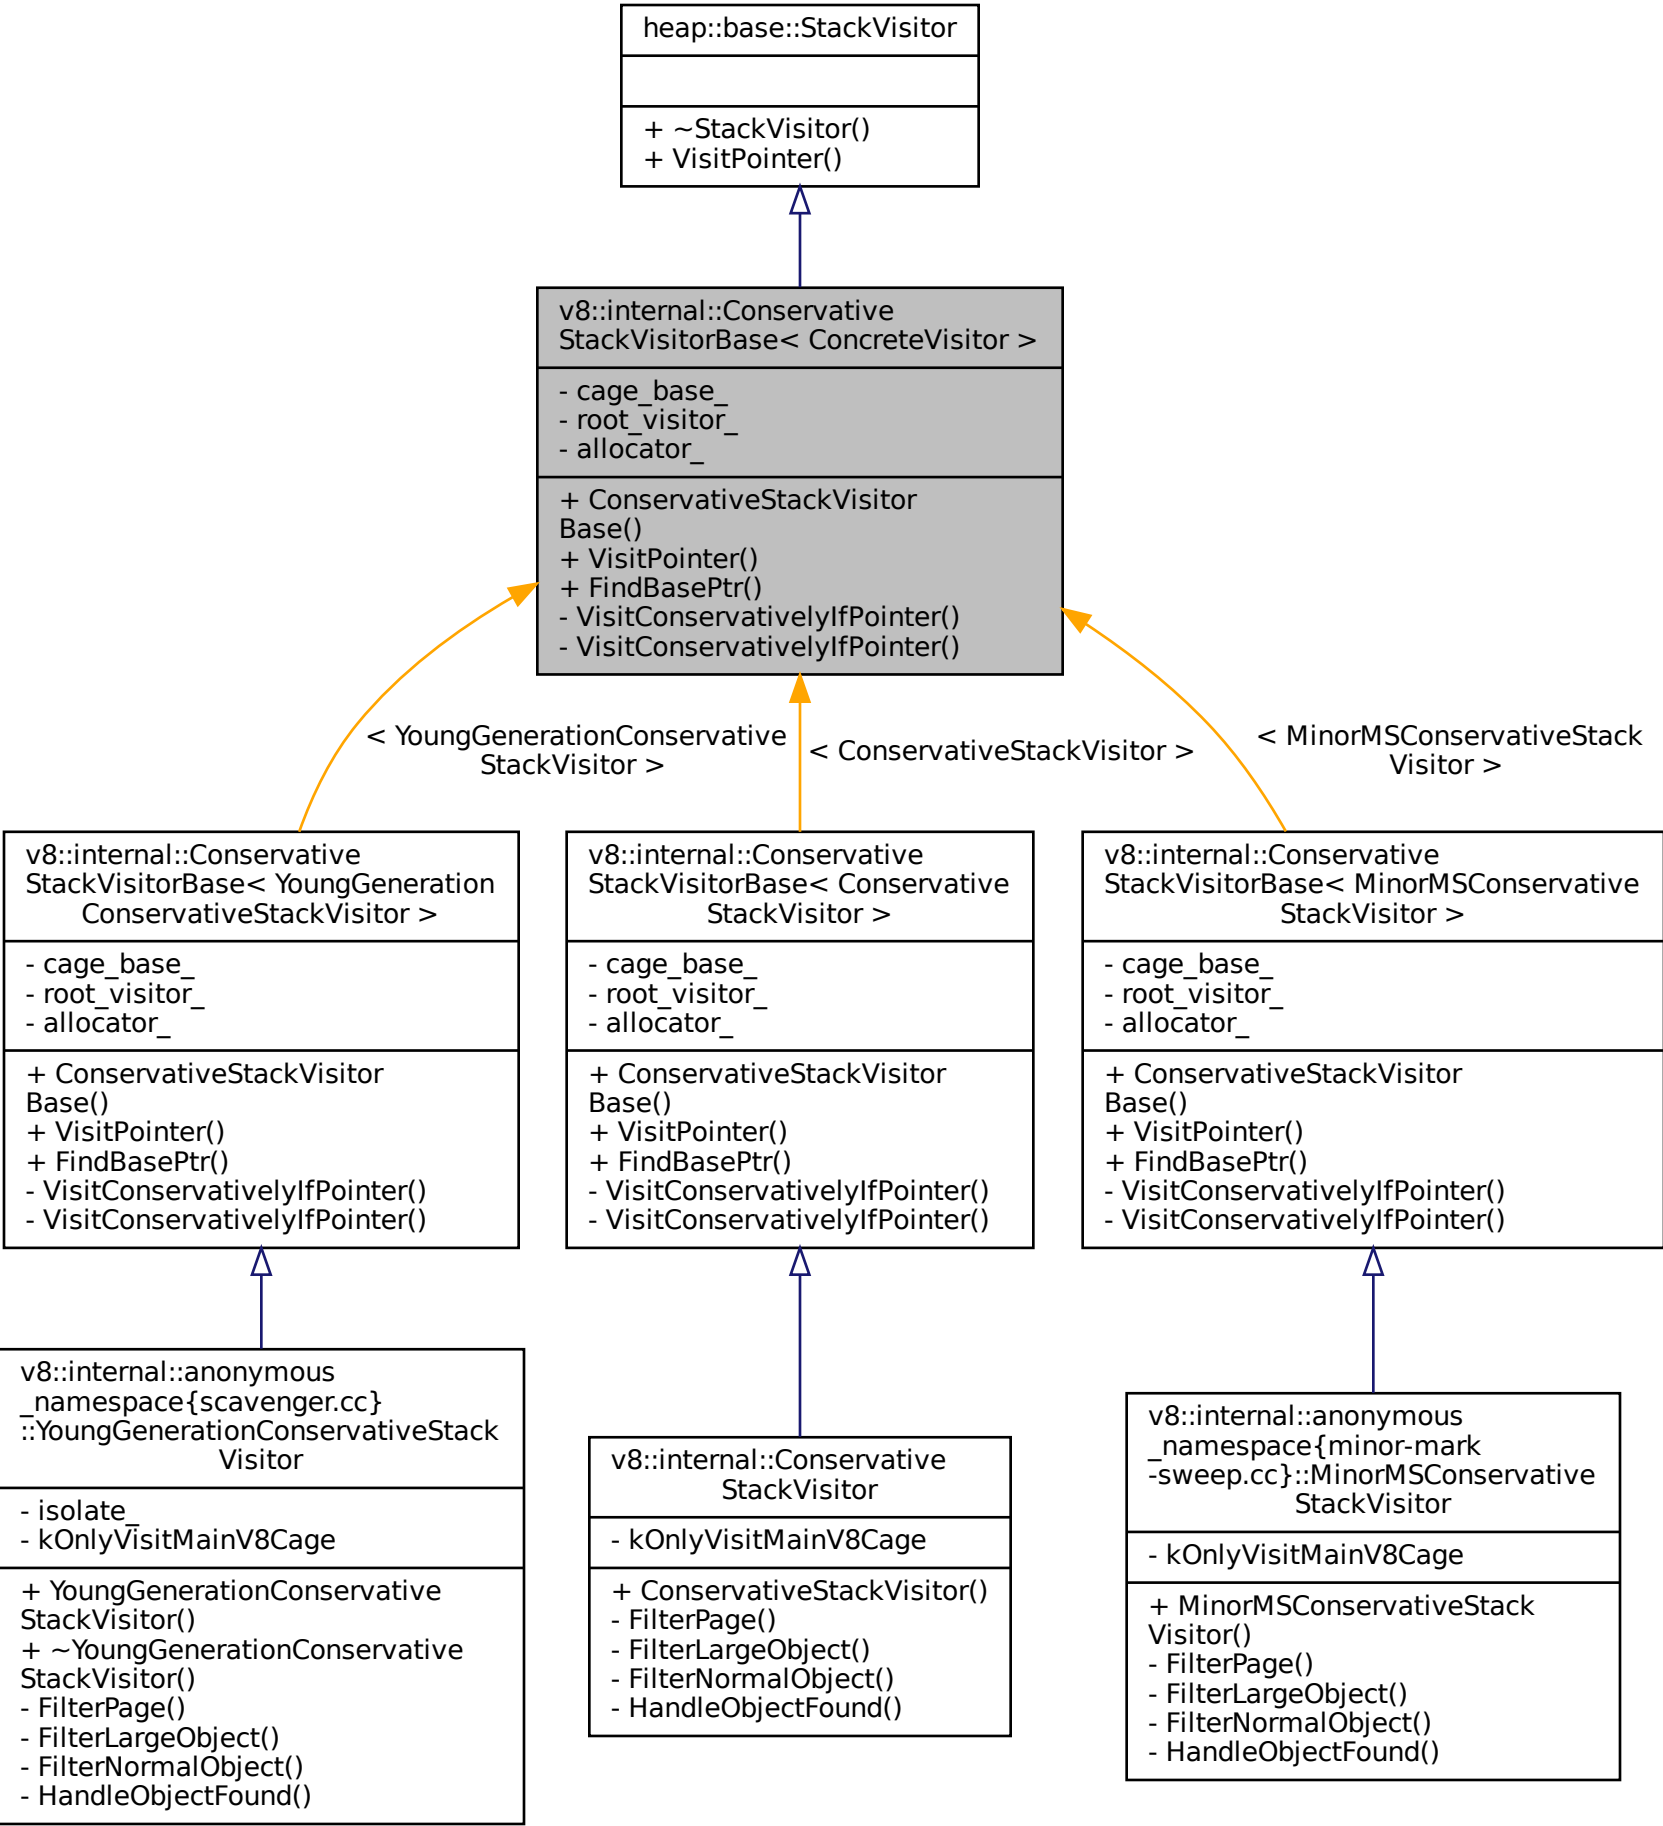 heap::base::StackVisitor
+ ~StackVisitor()
+ VisitPointer()
v8::internal::Conservative
StackVisitorBase< ConcreteVisitor >
- cage_base_
- root_visitor_
- allocator_
+ ConservativeStackVisitor
Base()
+ VisitPointer()
+ FindBasePtr()
- VisitConservativelyIfPointer()
- VisitConservativelyIfPointer()
< YoungGenerationConservative
StackVisitor >
< ConservativeStackVisitor >
< MinorMSConservativeStack
Visitor >
v8::internal::Conservative
StackVisitorBase< YoungGeneration
ConservativeStackVisitor >
- cage_base_
- root_visitor_
- allocator_
+ ConservativeStackVisitor
Base()
+ VisitPointer()
+ FindBasePtr()
- VisitConservativelyIfPointer()
- VisitConservativelyIfPointer()
v8::internal::Conservative
StackVisitorBase< Conservative
StackVisitor >
- cage_base_
- root_visitor_
- allocator_
+ ConservativeStackVisitor
Base()
+ VisitPointer()
+ FindBasePtr()
- VisitConservativelyIfPointer()
- VisitConservativelyIfPointer()
v8::internal::Conservative
StackVisitorBase< MinorMSConservative
StackVisitor >
- cage_base_
- root_visitor_
- allocator_
+ ConservativeStackVisitor
Base()
+ VisitPointer()
+ FindBasePtr()
- VisitConservativelyIfPointer()
- VisitConservativelyIfPointer()
v8::internal::anonymous
_namespace{scavenger.cc}
::YoungGenerationConservativeStack
Visitor
- isolate_
- kOnlyVisitMainV8Cage
+ YoungGenerationConservative
StackVisitor()
+ ~YoungGenerationConservative
StackVisitor()
- FilterPage()
- FilterLargeObject()
- FilterNormalObject()
- HandleObjectFound()
v8::internal::Conservative
StackVisitor
- kOnlyVisitMainV8Cage
+ ConservativeStackVisitor()
- FilterPage()
- FilterLargeObject()
- FilterNormalObject()
- HandleObjectFound()
v8::internal::anonymous
_namespace{minor-mark
-sweep.cc}::MinorMSConservative
StackVisitor
- kOnlyVisitMainV8Cage
+ MinorMSConservativeStack
Visitor()
- FilterPage()
- FilterLargeObject()
- FilterNormalObject()
- HandleObjectFound()